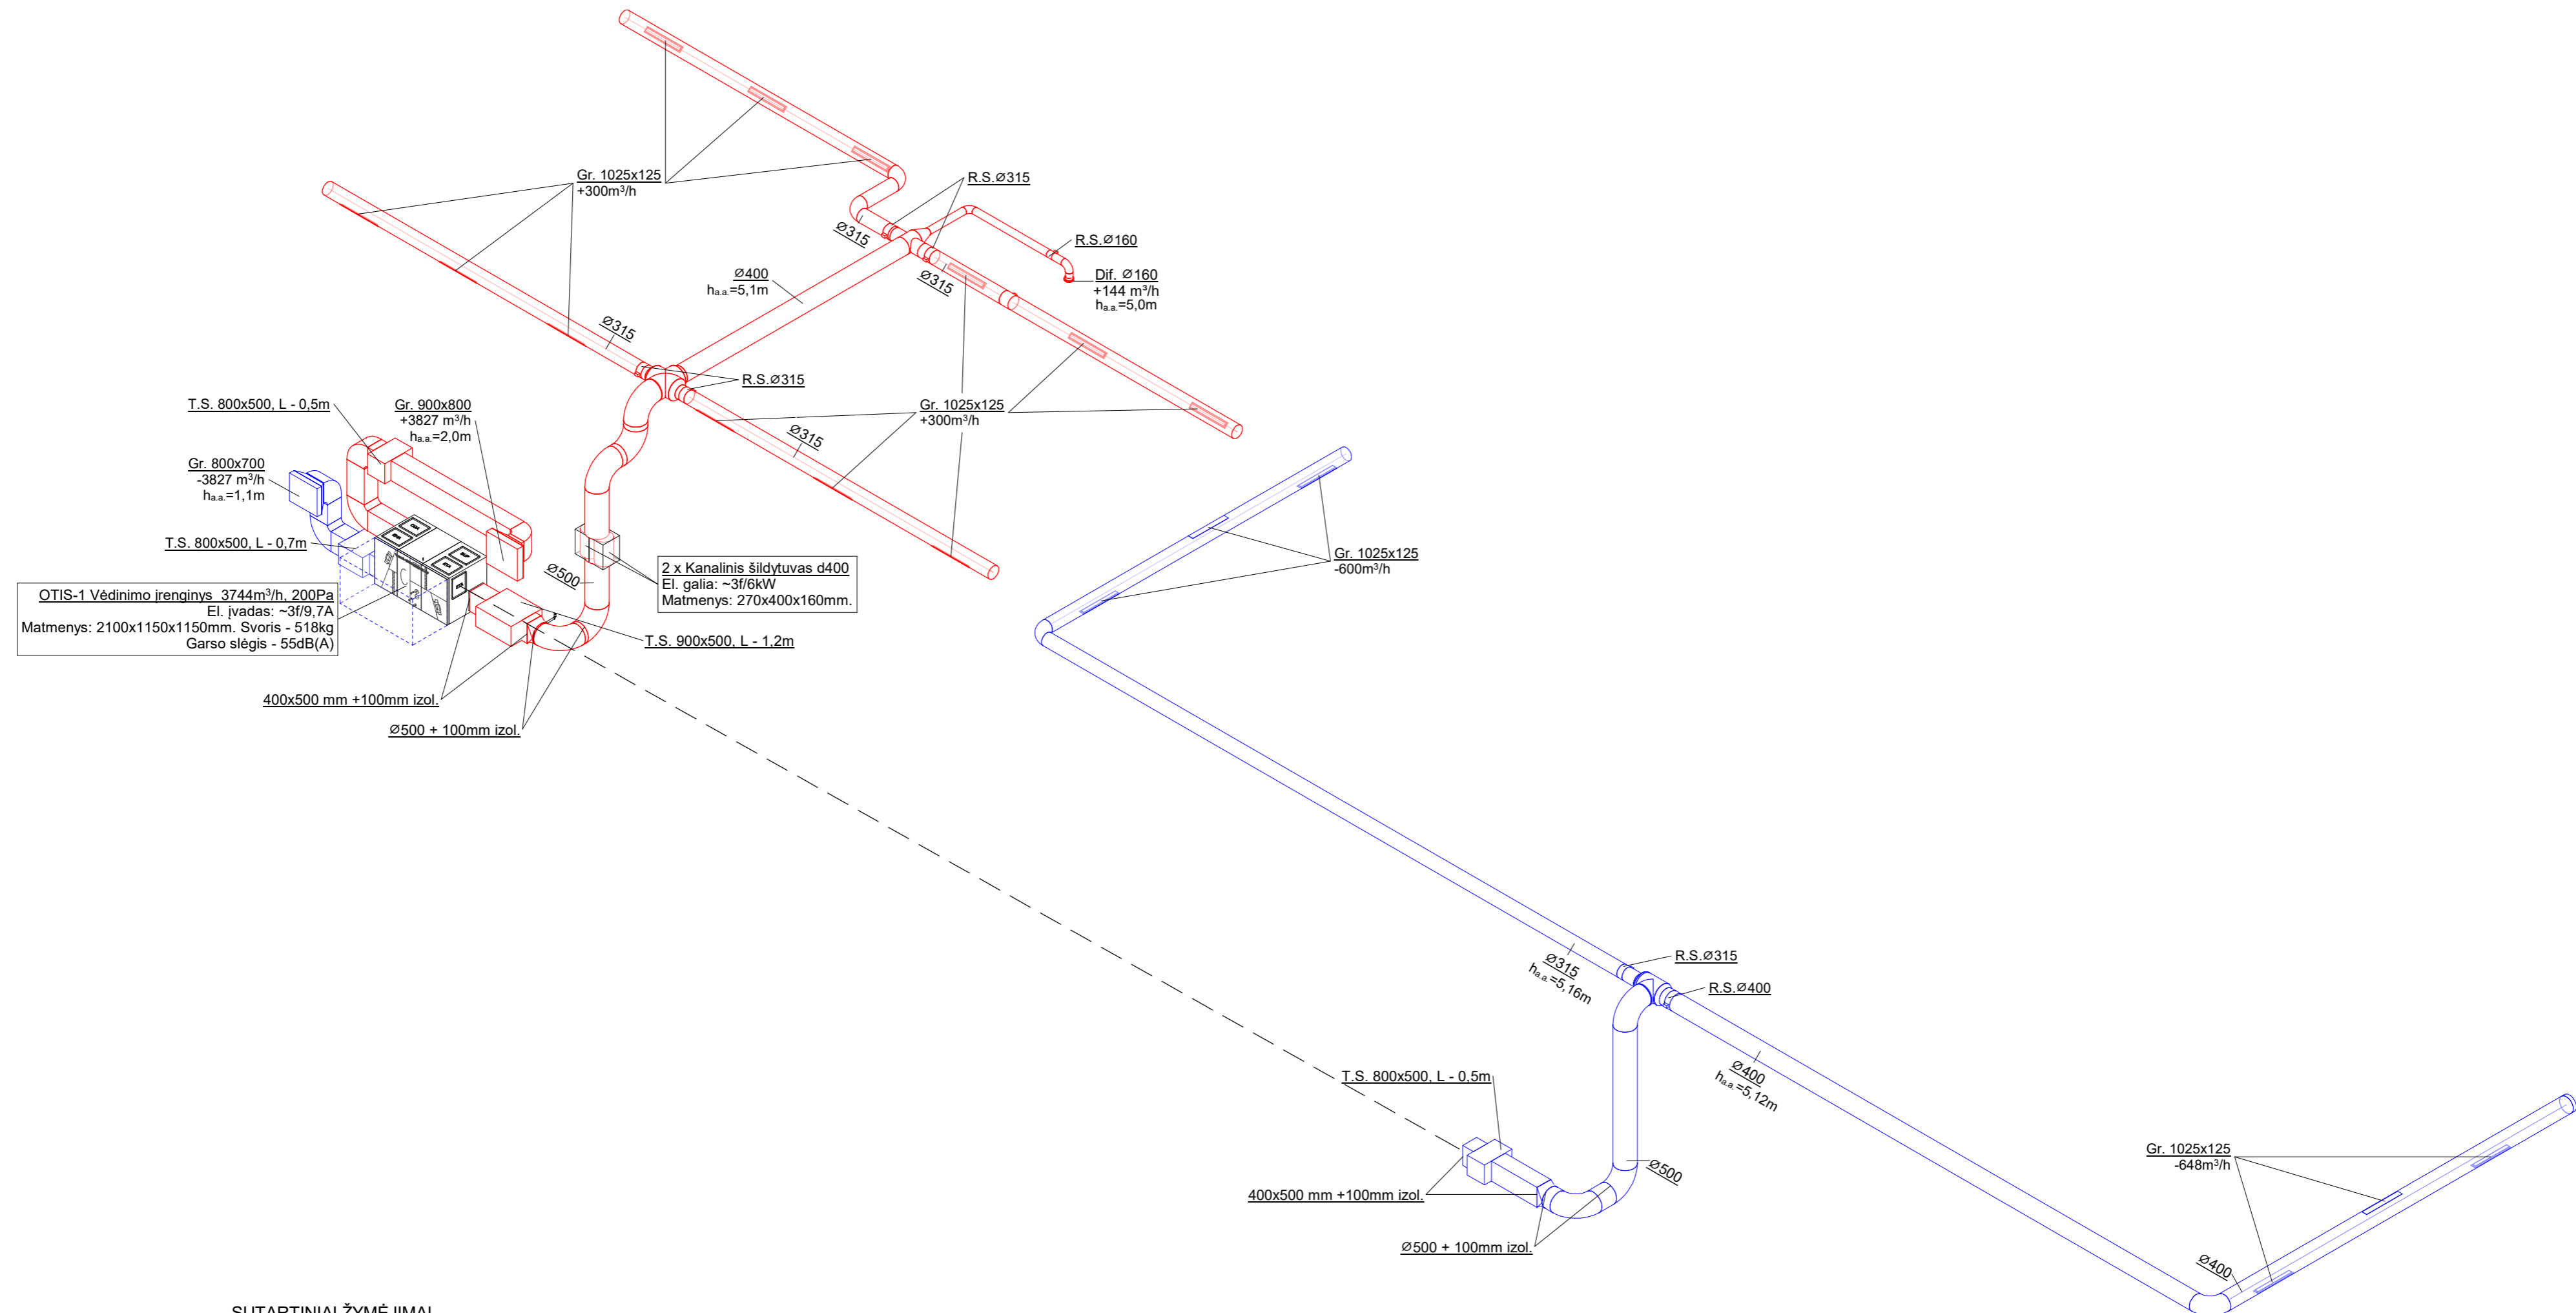 Gr. 1025x125
+300m³/h
R.S.Ø315
Ø315
R.S.Ø160
Ø400
hₐ.ₐ.=5,1m
Ø315
Dif. Ø160
+144 m³/h
hₐ.ₐ.=5,0m
Ø315
R.S.Ø315
T.S. 800x500, L - 0,5m
Gr. 900x800
+3827 m³/h
hₐ.ₐ.=2,0m
Gr. 1025x125
+300m³/h
Ø315
Gr. 800x700
-3827 m³/h
hₐ.ₐ.=1,1m
T.S. 800x500, L - 0,7m
Gr. 1025x125
-600m³/h
Ø500
2 x Kanalinis šildytuvas d400
El. galia: ~3f/6kW
Matmenys: 270x400x160mm.
OTIS-1 Vėdinimo įrenginys 3744m³/h, 200Pa
El. įvadas: ~3f/9,7A
Matmenys: 2100x1150x1150mm. Svoris - 518kg
Garso slėgis - 55dB(A)
T.S. 900x500, L - 1,2m
400x500 mm +100mm izol.
Ø500 + 100mm izol.
Ø315
hₐ.ₐ.=5,16m
R.S.Ø315
R.S.Ø400
Ø400
hₐ.ₐ.=5,12m
T.S. 800x500, L - 0,5m
Ø500
Gr. 1025x125
-648m³/h
400x500 mm +100mm izol.
Ø500 + 100mm izol.
Ø400
SUTARTINIAI ŽYMĖJIMAI